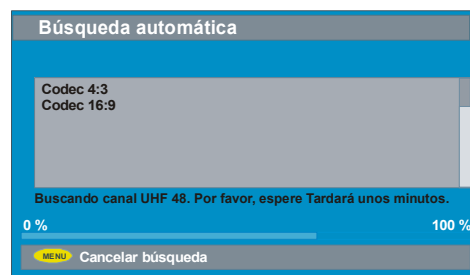 Búsqueda automática
Codec 4:3
Codec 16:9
Buscando canal UHF 48. Por favor, espere Tardará unos minutos.
0 % 100 %
MENU Cancelar búsqueda